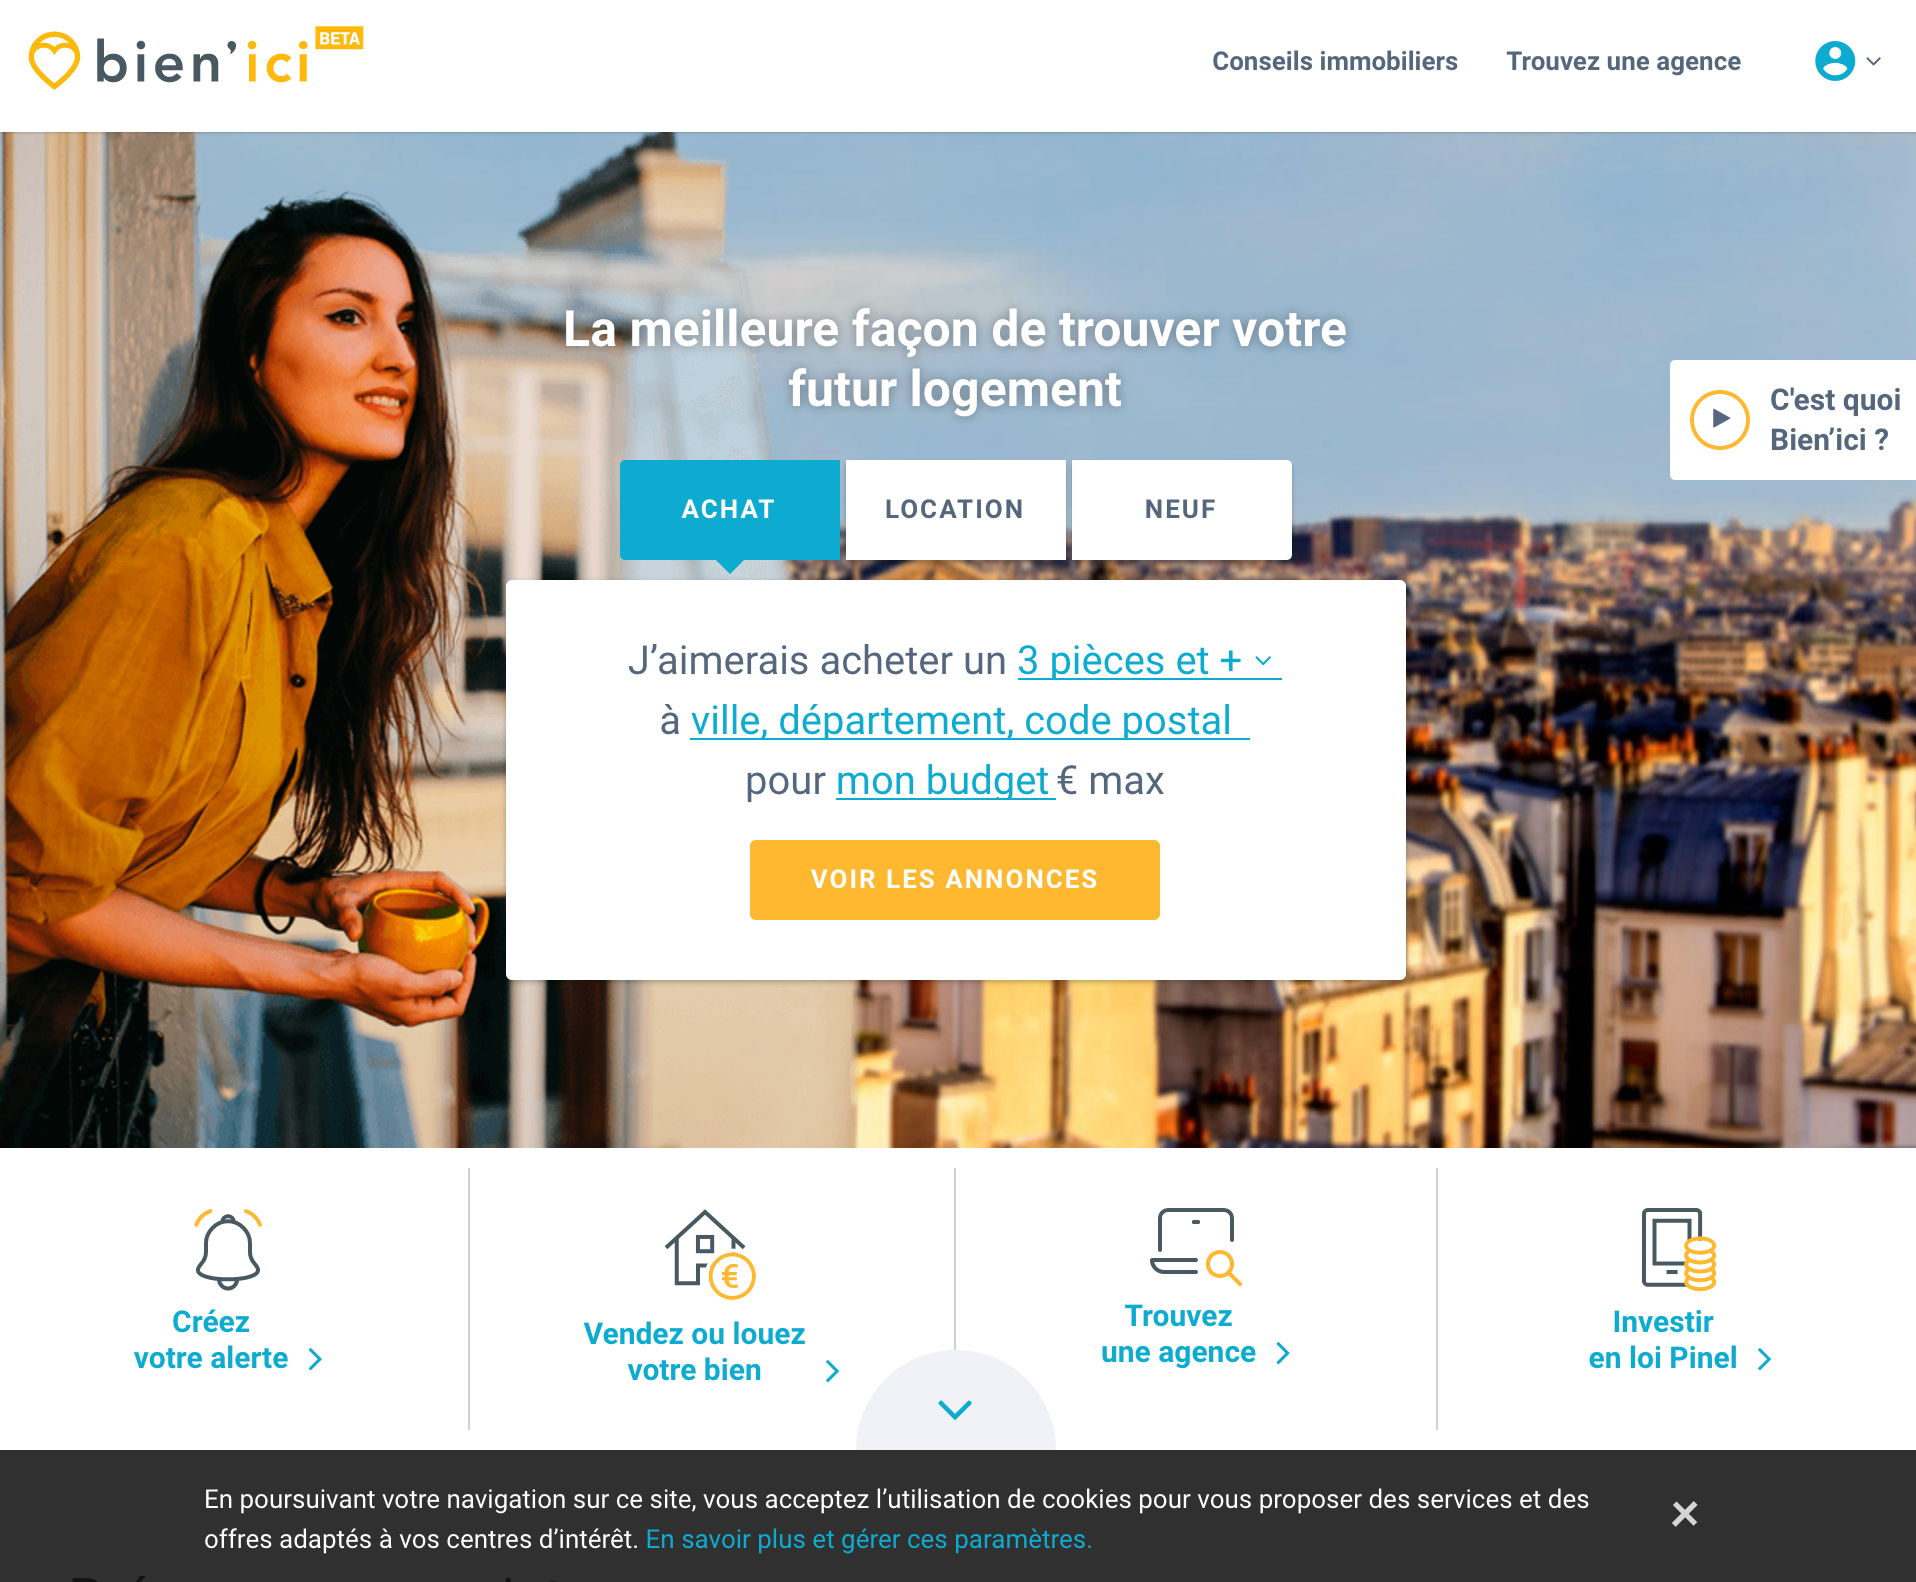 bien'ici BETA
Conseils immobiliers
Trouvez une agence
La meilleure façon de trouver votre
futur logement
C'est quoi
Bien’ici ?
ACHAT
LOCATION
NEUF
J’aimerais acheter un 3 pièces et +
à ville, département, code postal
pour mon budget € max
VOIR LES ANNONCES
Créez
votre alerte
€
Vendez ou louez
votre bien
Trouvez
une agence
Investir
en loi Pinel
En poursuivant votre navigation sur ce site, vous acceptez l’utilisation de cookies pour vous proposer des services et des
offres adaptés à vos centres d’intérêt. En savoir plus et gérer ces paramètres.